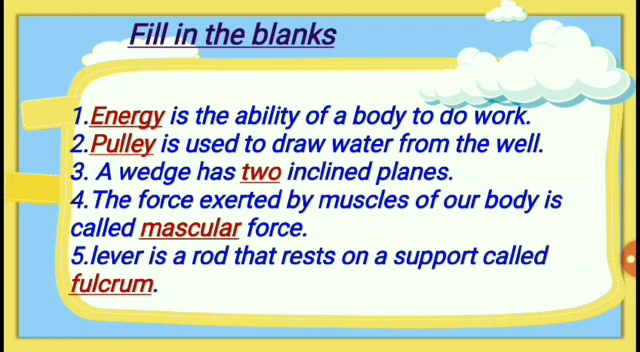 Fill in the blanks
1.Energy is the ability of a body to do work.
2.Pulley is used to draw water from the well.
3. A wedge has two inclined planes.
4.The force exerted by muscles of our body is
called mascular force.
5.lever is a rod that rests on a support called
fulcrum.